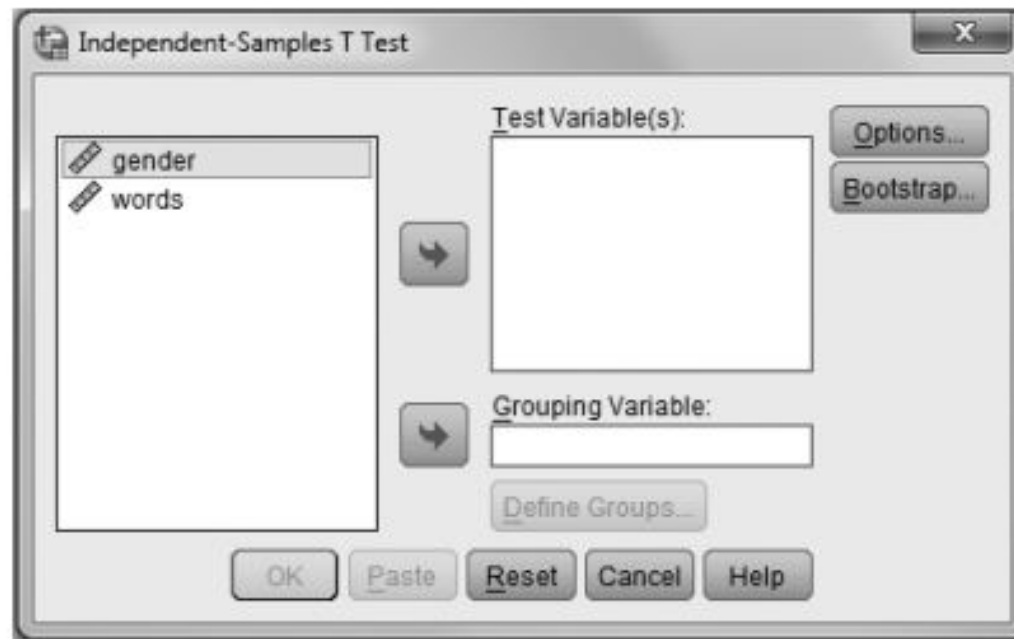 Independent-Samples T Test
X
gender
words
Test Variable(s):
Options...
Bootstrap...
Grouping Variable:
Define Groups...
OK
Paste
Reset
Cancel
Help